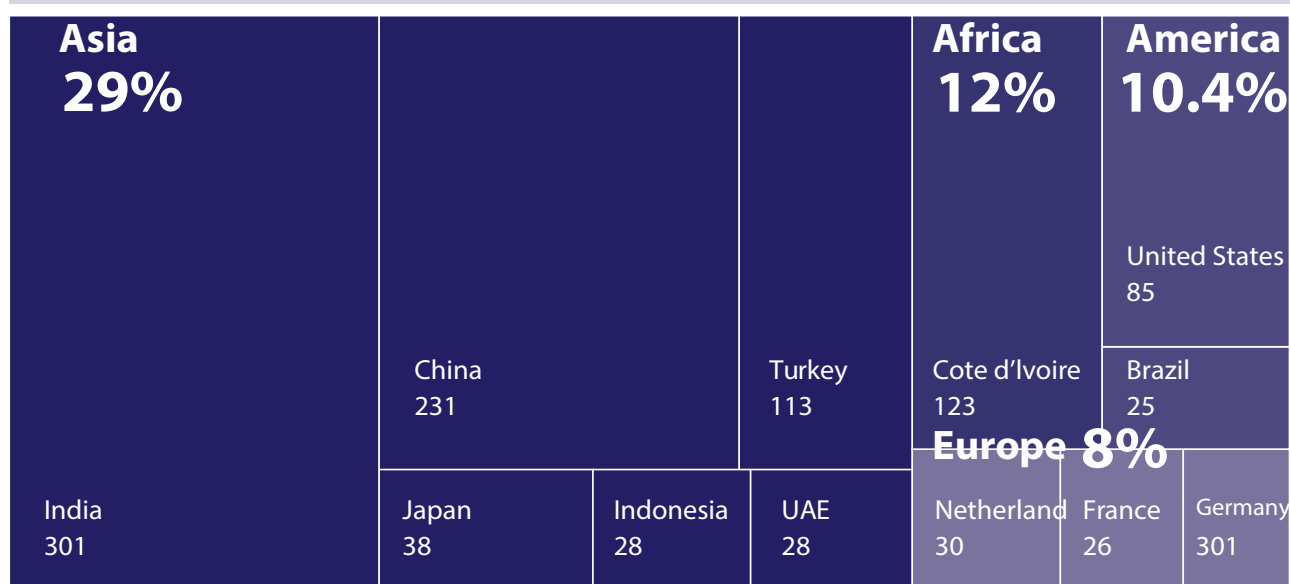 Asia
29%
India
301
China
231
Turkey
113
Japan
38
Indonesia
28
UAE
28
Africa
12%
Cote d’Ivoire
123
America
10.4%
United States
85
Brazil
25
Europe 8%
Netherland
30
France
26
Germany
301